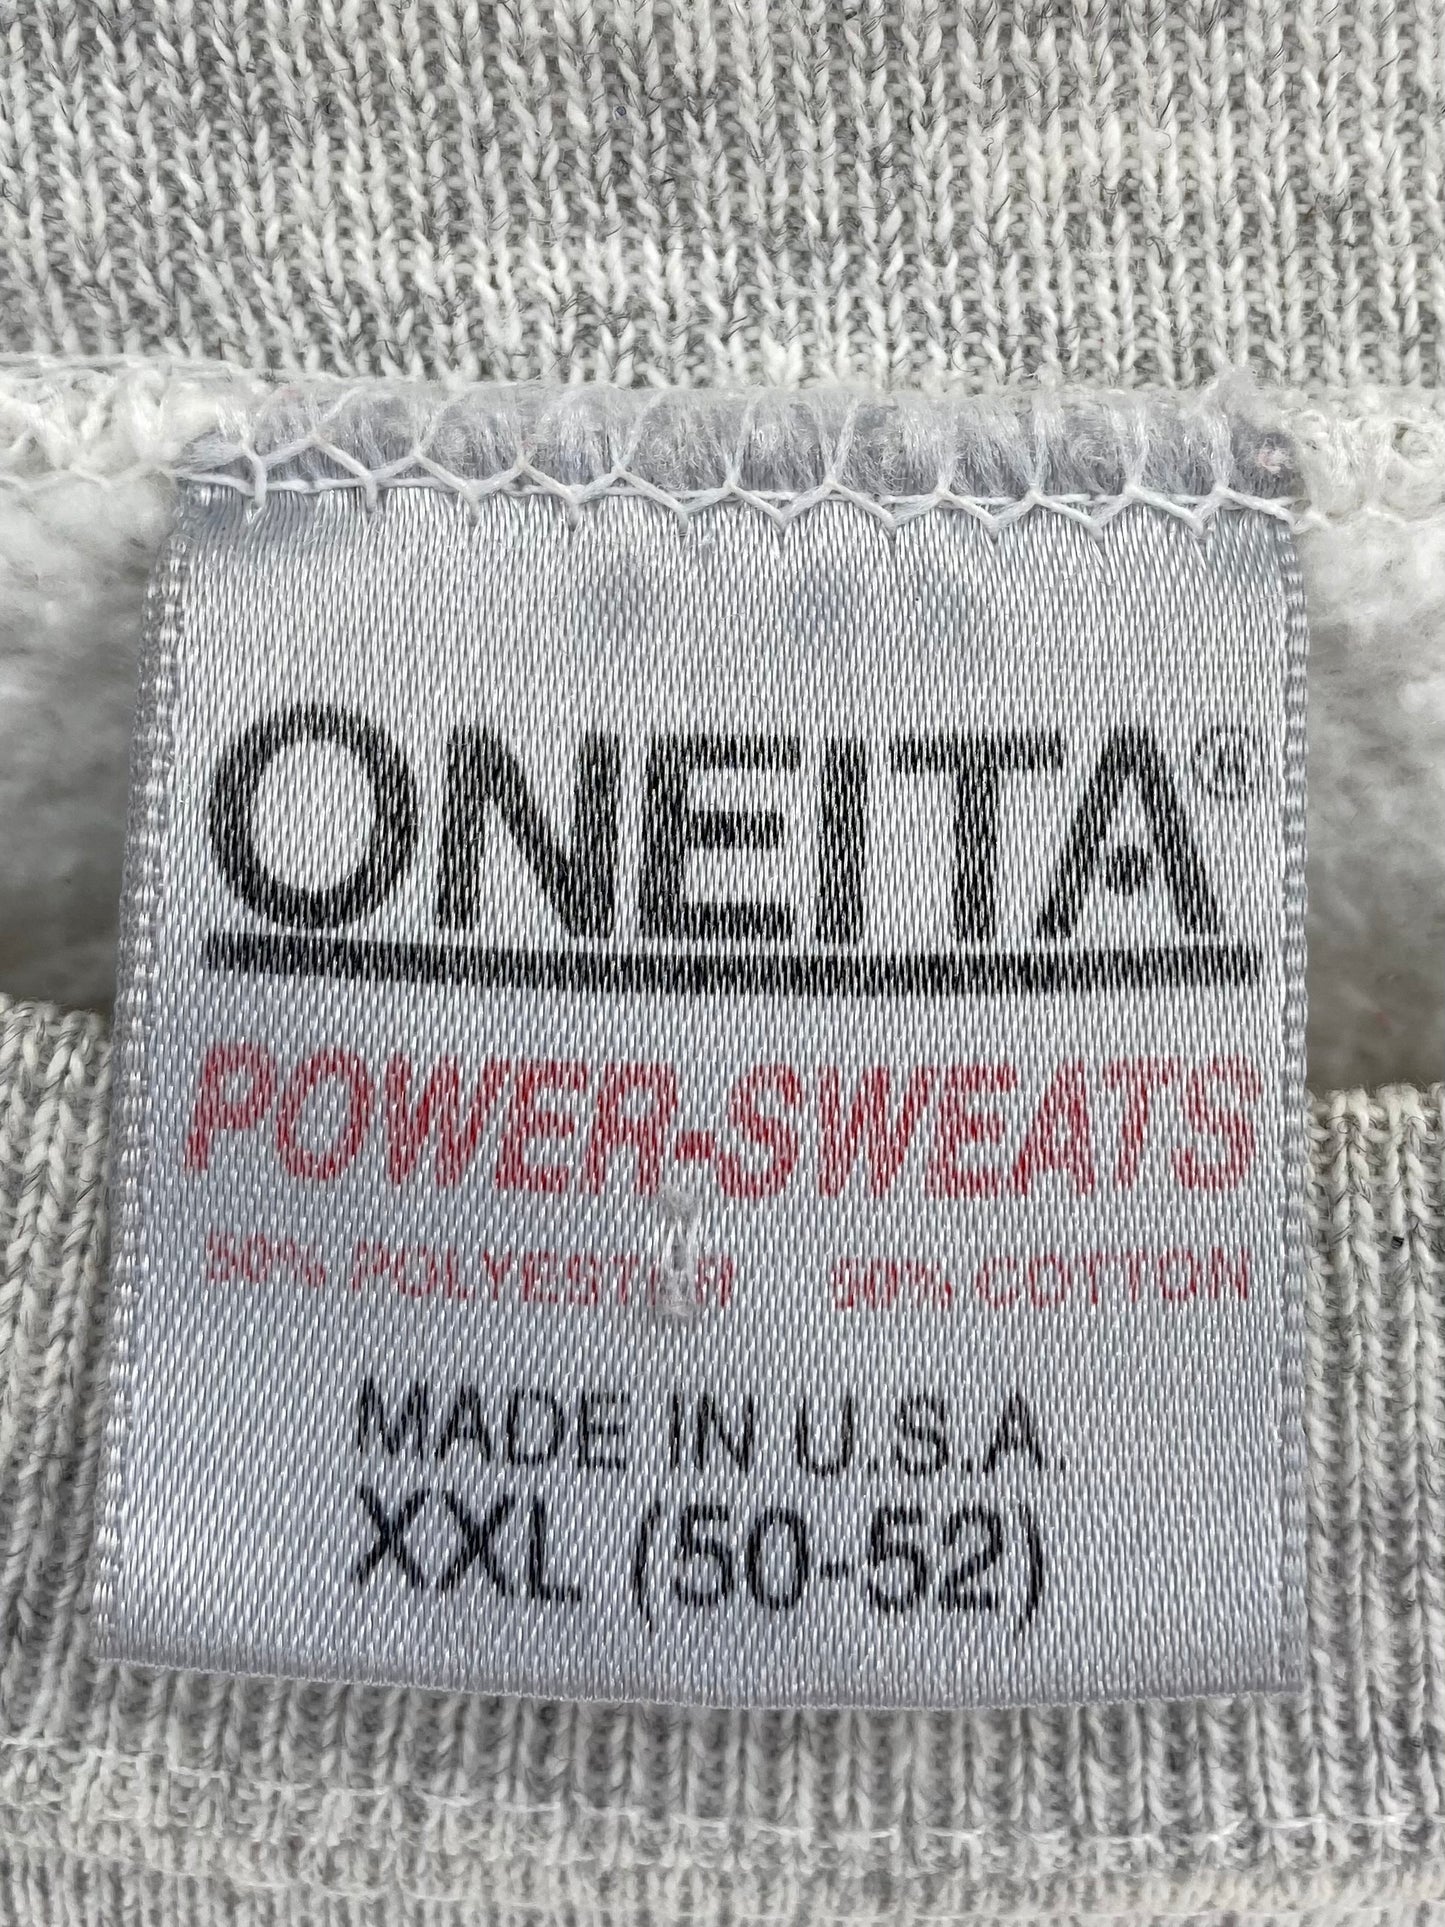 ONEITA®
POWER-SWEATS
50% POLYESTER 50% COTTON
MADE IN U.S.A.
XXL (50-52)